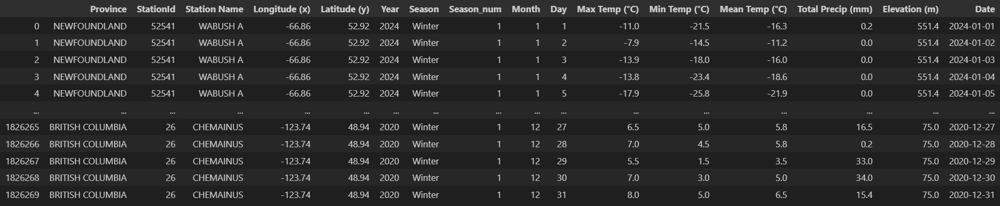 Province StationId Station Name Longitude (x) Latitude (y) Year Season Season_num Month Day Max Temp (°C) Min Temp (°C) Mean Temp (°C) Total Precip (mm) Elevation (m) Date
0 NEWFOUNDLAND 52541 WABUSH A -66.86 52.92 2024 Winter 1 1 1 -11.0 -21.5 -16.3 0.2 551.4 2024-01-01
1 NEWFOUNDLAND 52541 WABUSH A -66.86 52.92 2024 Winter 1 1 2 -7.9 -14.5 -11.2 0.0 551.4 2024-01-02
2 NEWFOUNDLAND 52541 WABUSH A -66.86 52.92 2024 Winter 1 1 3 -13.9 -18.0 -16.0 0.0 551.4 2024-01-03
3 NEWFOUNDLAND 52541 WABUSH A -66.86 52.92 2024 Winter 1 1 4 -13.8 -23.4 -18.6 0.0 551.4 2024-01-04
4 NEWFOUNDLAND 52541 WABUSH A -66.86 52.92 2024 Winter 1 1 5 -17.9 -25.8 -21.9 0.0 551.4 2024-01-05
... ... ... ... ... ... ... ... ... ... ... ... ... ... ... ... ...
1826265 BRITISH COLUMBIA 26 CHEMAINUS -123.74 48.94 2020 Winter 1 12 27 6.5 5.0 5.8 16.5 75.0 2020-12-27
1826266 BRITISH COLUMBIA 26 CHEMAINUS -123.74 48.94 2020 Winter 1 12 28 7.0 4.5 5.8 0.2 75.0 2020-12-28
1826267 BRITISH COLUMBIA 26 CHEMAINUS -123.74 48.94 2020 Winter 1 12 29 5.5 1.5 3.5 33.0 75.0 2020-12-29
1826268 BRITISH COLUMBIA 26 CHEMAINUS -123.74 48.94 2020 Winter 1 12 30 7.0 3.0 5.0 34.0 75.0 2020-12-30
1826269 BRITISH COLUMBIA 26 CHEMAINUS -123.74 48.94 2020 Winter 1 12 31 8.0 5.0 6.5 15.4 75.0 2020-12-31